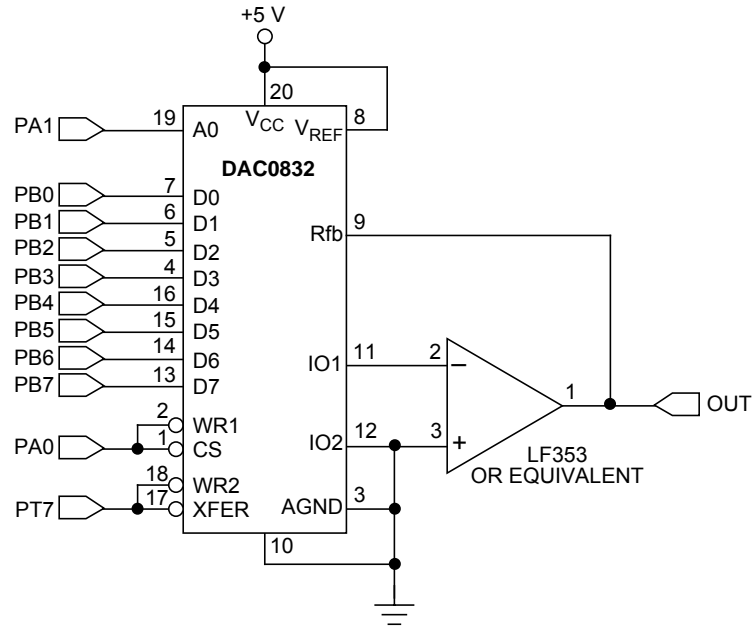 +5 V
20
PA1
19
A0
VCC
VREF
8
DAC0832
PB0
7
D0
PB1
6
D1
PB2
5
D2
PB3
4
D3
PB4
16
D4
PB5
15
D5
PB6
14
D6
PB7
13
D7
Rfb
9
IO1
11
2
−
1
OUT
PA0
2
WR1
1
CS
IO2
12
3
+
LF353
OR EQUIVALENT
PT7
18
WR2
17
XFER
AGND
3
10